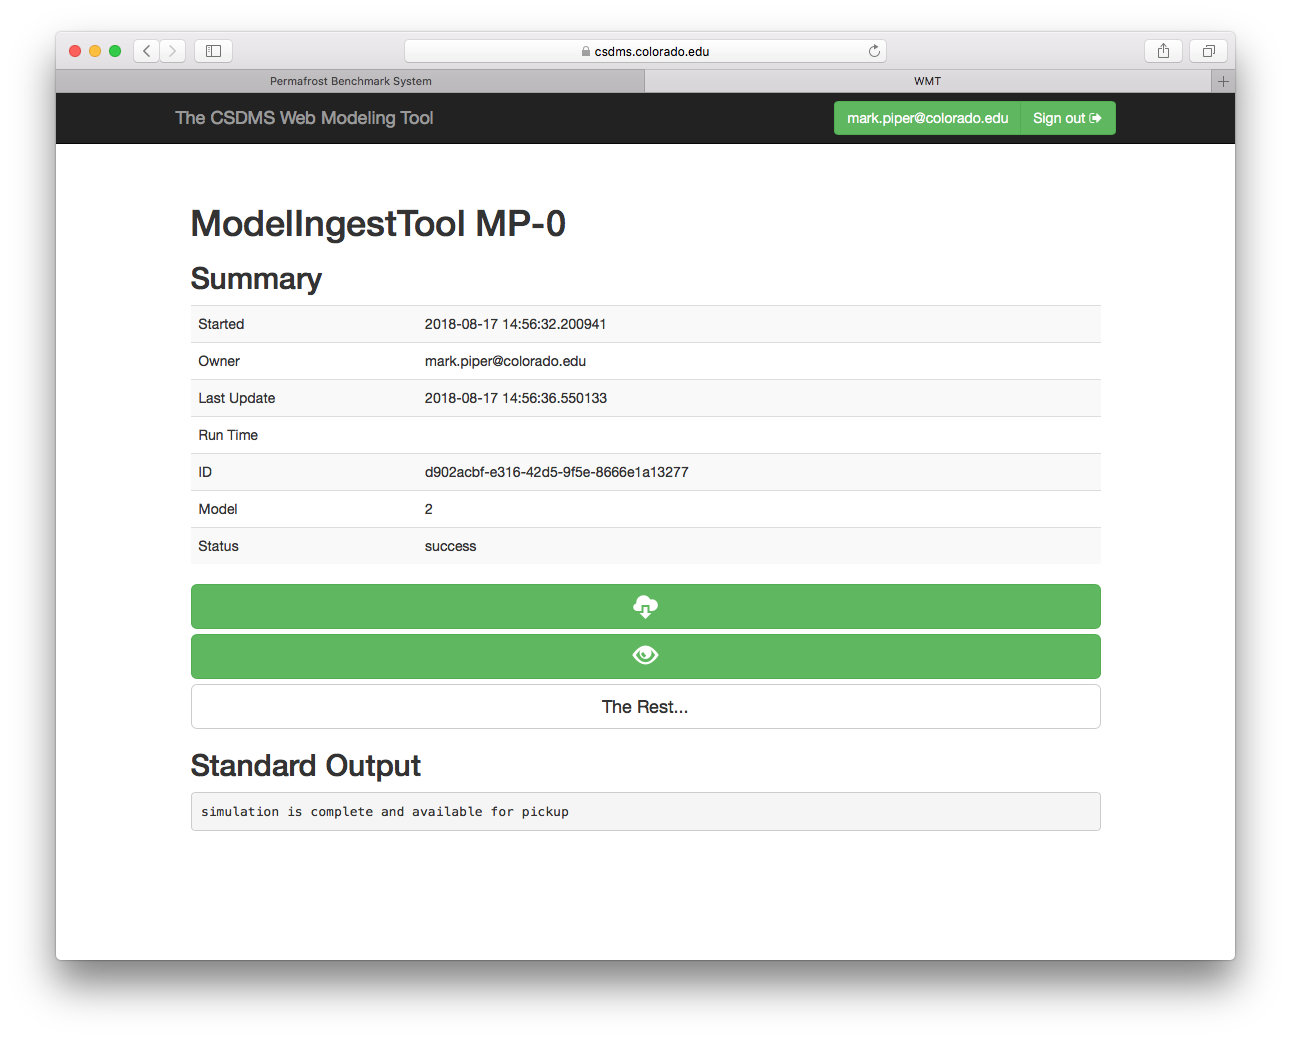 csdms.colorado.edu
Permafrost Benchmark System
WMT
The CSDMS Web Modeling Tool
mark.piper@colorado.edu
Sign out
ModelIngestTool MP-0
Summary
Started 2018-08-17 14:56:32.200941
Owner mark.piper@colorado.edu
Last Update 2018-08-17 14:56:36.550133
Run Time
ID d902acbf-e316-42d5-9f5e-8666e1a13277
Model 2
Status success
The Rest...
Standard Output
simulation is complete and available for pickup